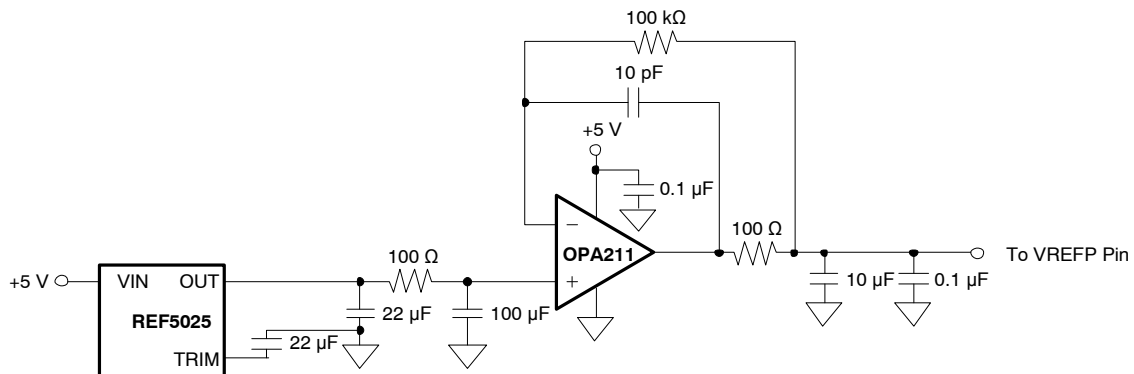 100 kΩ
10 pF
+5 V
0.1 µF
−
OPA211
+
100 Ω
To VREFP Pin
10 µF
0.1 µF
+5 V
VIN
OUT
REF5025
TRIM
22 µF
22 µF
100 Ω
100 µF